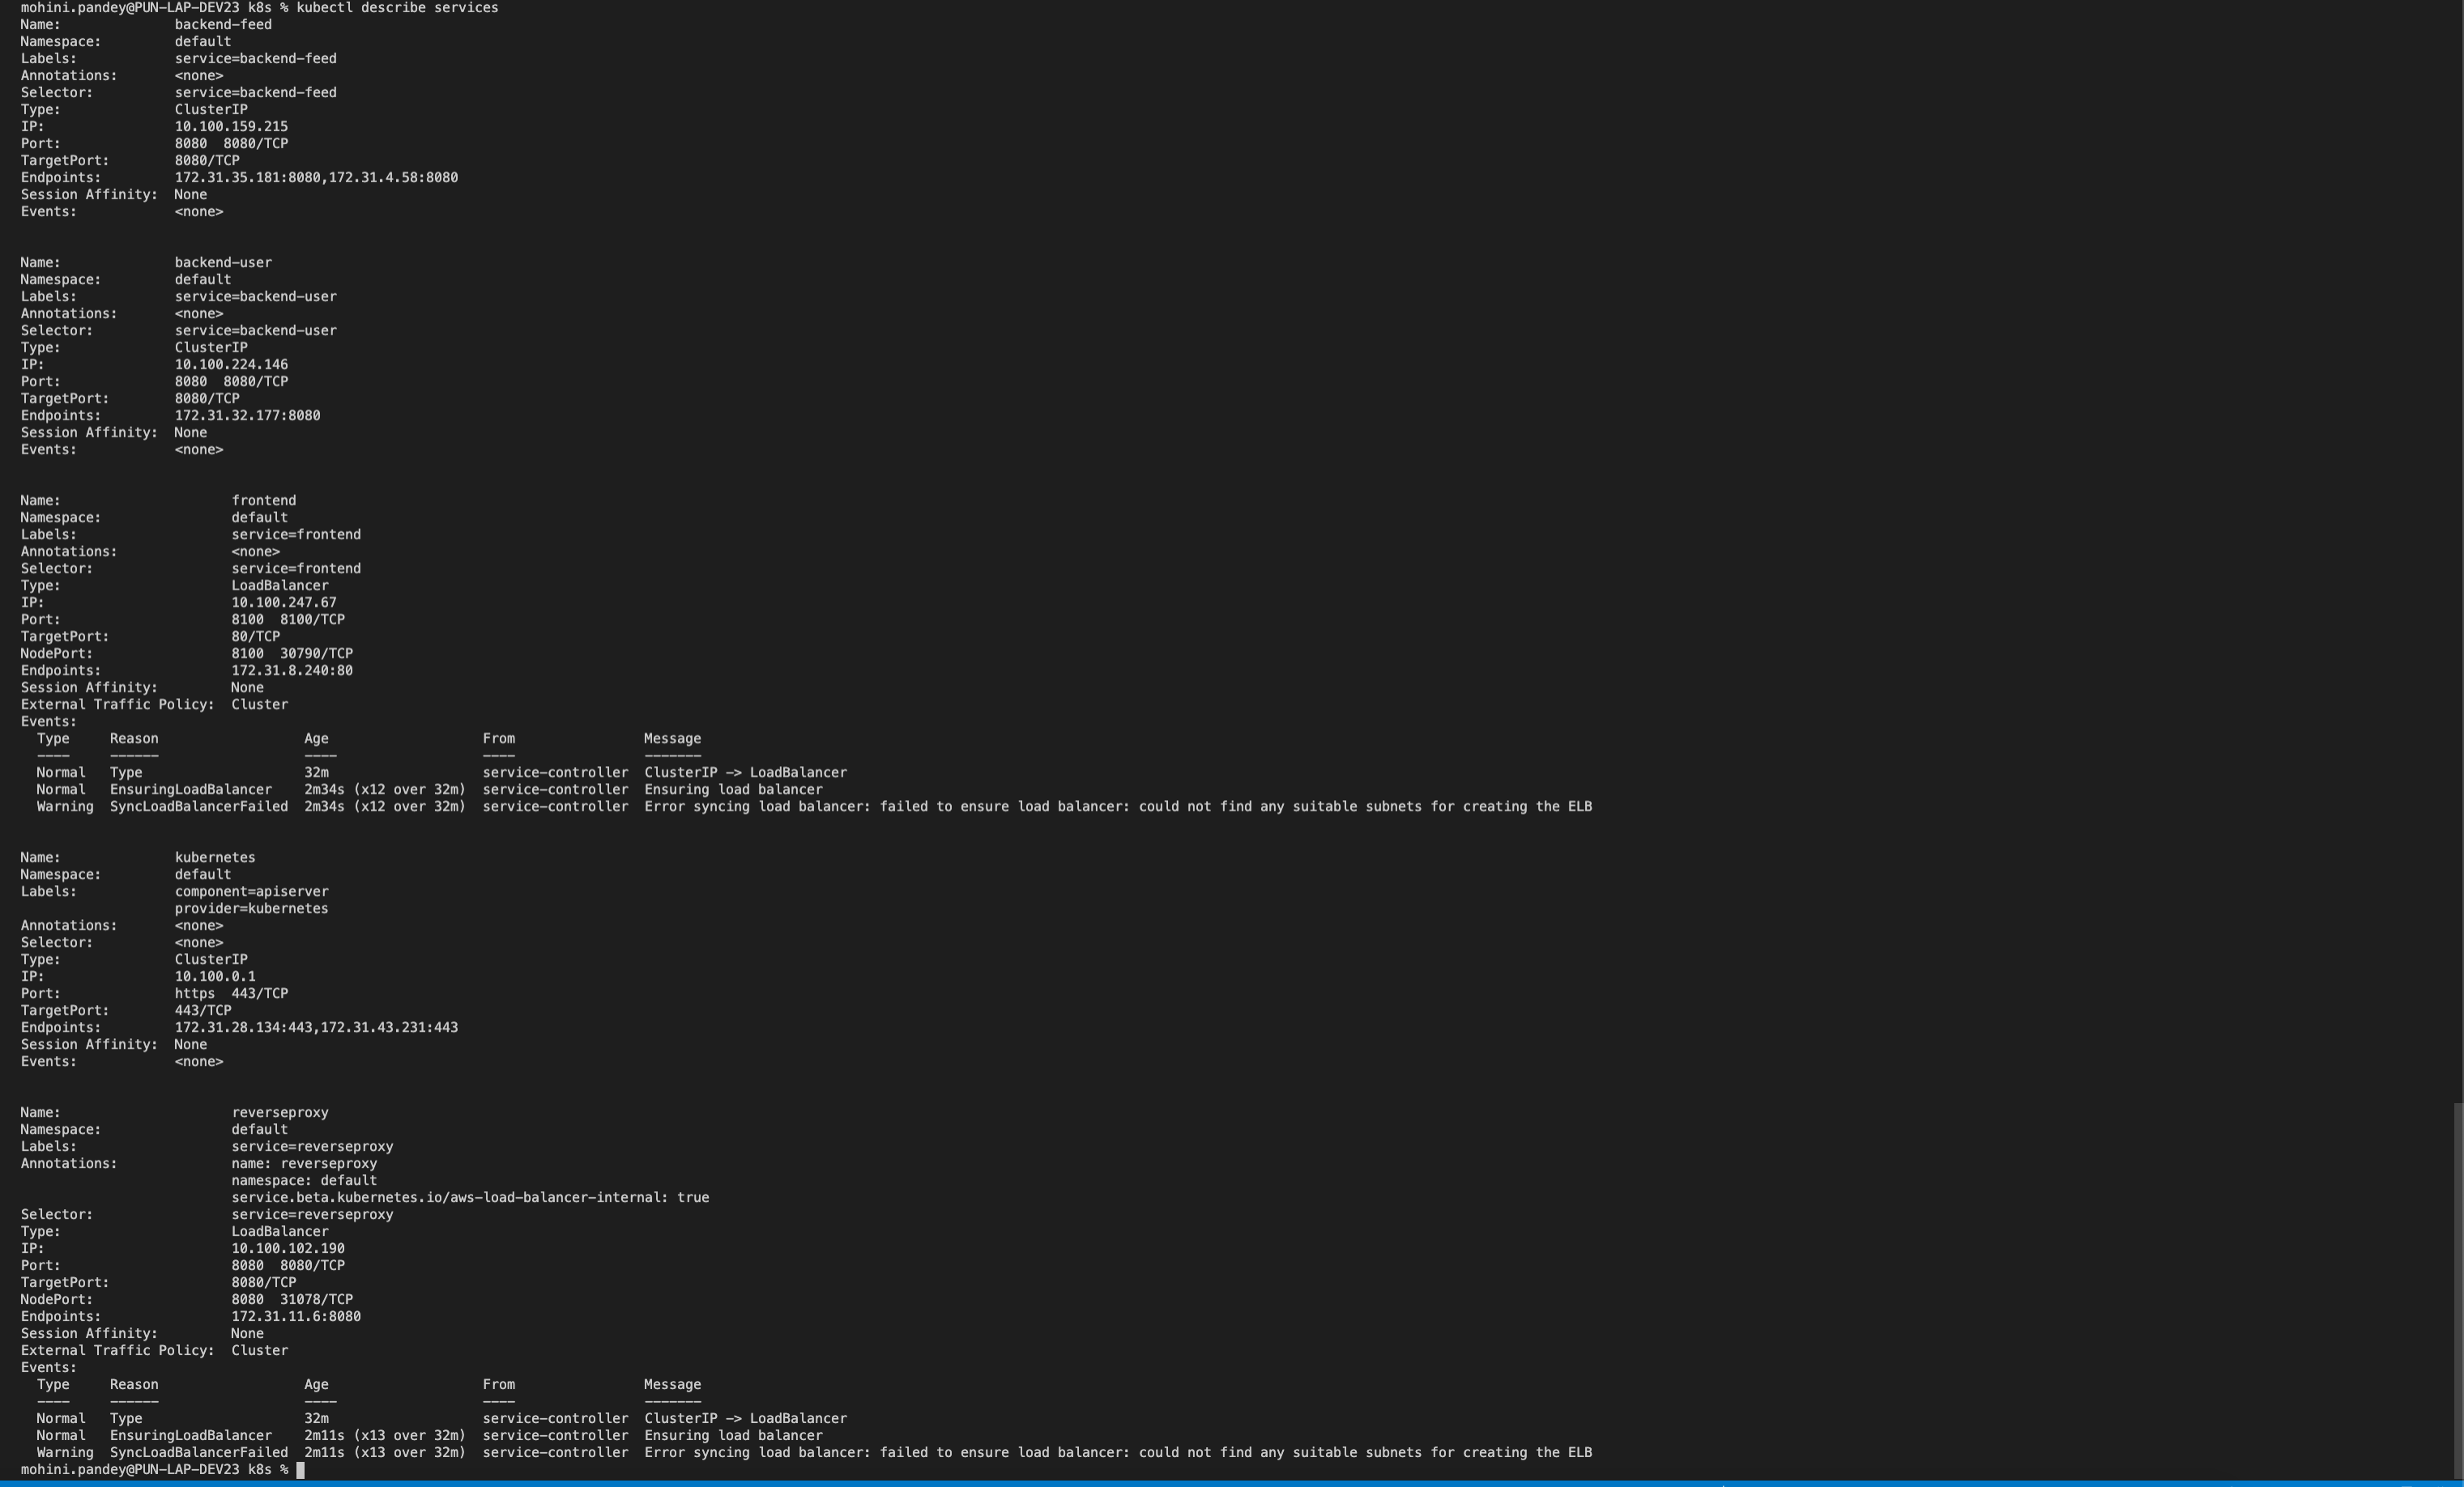 mohini.pandey@PUN-LAP-DEV23 k8s % kubectl describe services
Name:              backend-feed
Namespace:         default
Labels:            service=backend-feed
Annotations:       <none>
Selector:          service=backend-feed
Type:              ClusterIP
IP:                10.100.159.215
Port:              8080  8080/TCP
TargetPort:        8080/TCP
Endpoints:         172.31.35.181:8080,172.31.4.58:8080
Session Affinity:  None
Events:            <none>
Name:              backend-user
Namespace:         default
Labels:            service=backend-user
Annotations:       <none>
Selector:          service=backend-user
Type:              ClusterIP
IP:                10.100.224.146
Port:              8080  8080/TCP
TargetPort:        8080/TCP
Endpoints:         172.31.32.177:8080
Session Affinity:  None
Events:            <none>
Name:                     frontend
Namespace:                default
Labels:                   service=frontend
Annotations:              <none>
Selector:                 service=frontend
Type:                     LoadBalancer
IP:                       10.100.247.67
Port:                     8100  8100/TCP
TargetPort:               80/TCP
NodePort:                 8100  30790/TCP
Endpoints:                172.31.8.240:80
Session Affinity:         None
External Traffic Policy:  Cluster
Events:
  Type     Reason                  Age                   From                Message
  ----     ------                  ----                  ----                -------
  Normal   Type                    32m                   service-controller  ClusterIP -> LoadBalancer
  Normal   EnsuringLoadBalancer    2m34s (x12 over 32m)  service-controller  Ensuring load balancer
  Warning  SyncLoadBalancerFailed  2m34s (x12 over 32m)  service-controller  Error syncing load balancer: failed to ensure load balancer: could not find any suitable subnets for creating the ELB
Name:              kubernetes
Namespace:         default
Labels:            component=apiserver
                   provider=kubernetes
Annotations:       <none>
Selector:          <none>
Type:              ClusterIP
IP:                10.100.0.1
Port:              https  443/TCP
TargetPort:        443/TCP
Endpoints:         172.31.28.134:443,172.31.43.231:443
Session Affinity:  None
Events:            <none>
Name:                     reverseproxy
Namespace:                default
Labels:                   service=reverseproxy
Annotations:              name: reverseproxy
                          namespace: default
                          service.beta.kubernetes.io/aws-load-balancer-internal: true
Selector:                 service=reverseproxy
Type:                     LoadBalancer
IP:                       10.100.102.190
Port:                     8080  8080/TCP
TargetPort:               8080/TCP
NodePort:                 8080  31078/TCP
Endpoints:                172.31.11.6:8080
Session Affinity:         None
External Traffic Policy:  Cluster
Events:
  Type     Reason                  Age                   From                Message
  ----     ------                  ----                  ----                -------
  Normal   Type                    32m                   service-controller  ClusterIP -> LoadBalancer
  Normal   EnsuringLoadBalancer    2m11s (x13 over 32m)  service-controller  Ensuring load balancer
  Warning  SyncLoadBalancerFailed  2m11s (x13 over 32m)  service-controller  Error syncing load balancer: failed to ensure load balancer: could not find any suitable subnets for creating the ELB
mohini.pandey@PUN-LAP-DEV23 k8s %